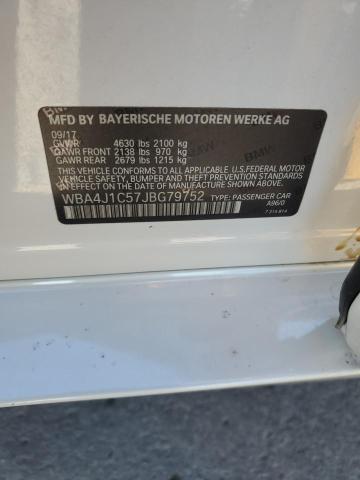 MFD BY BAYERISCHE MOTOREN WERKE AG
09/17
GVWR 4630 lbs 2100 kg
GAWR FRONT 2138 lbs 970 kg
GAWR REAR 2679 lbs 1215 kg
THIS VEHICLE CONFORMS TO ALL APPLICABLE U.S.FEDERAL MOTOR
VEHICLE SAFETY, BUMPER AND THEFT PREVENTION STANDARDS
IN EFFECT ON THE DATE OF MANUFACTURE SHOWN ABOVE.
WBA4J1C57JBG79752 TYPE: PASSENGER CAR
A96/0